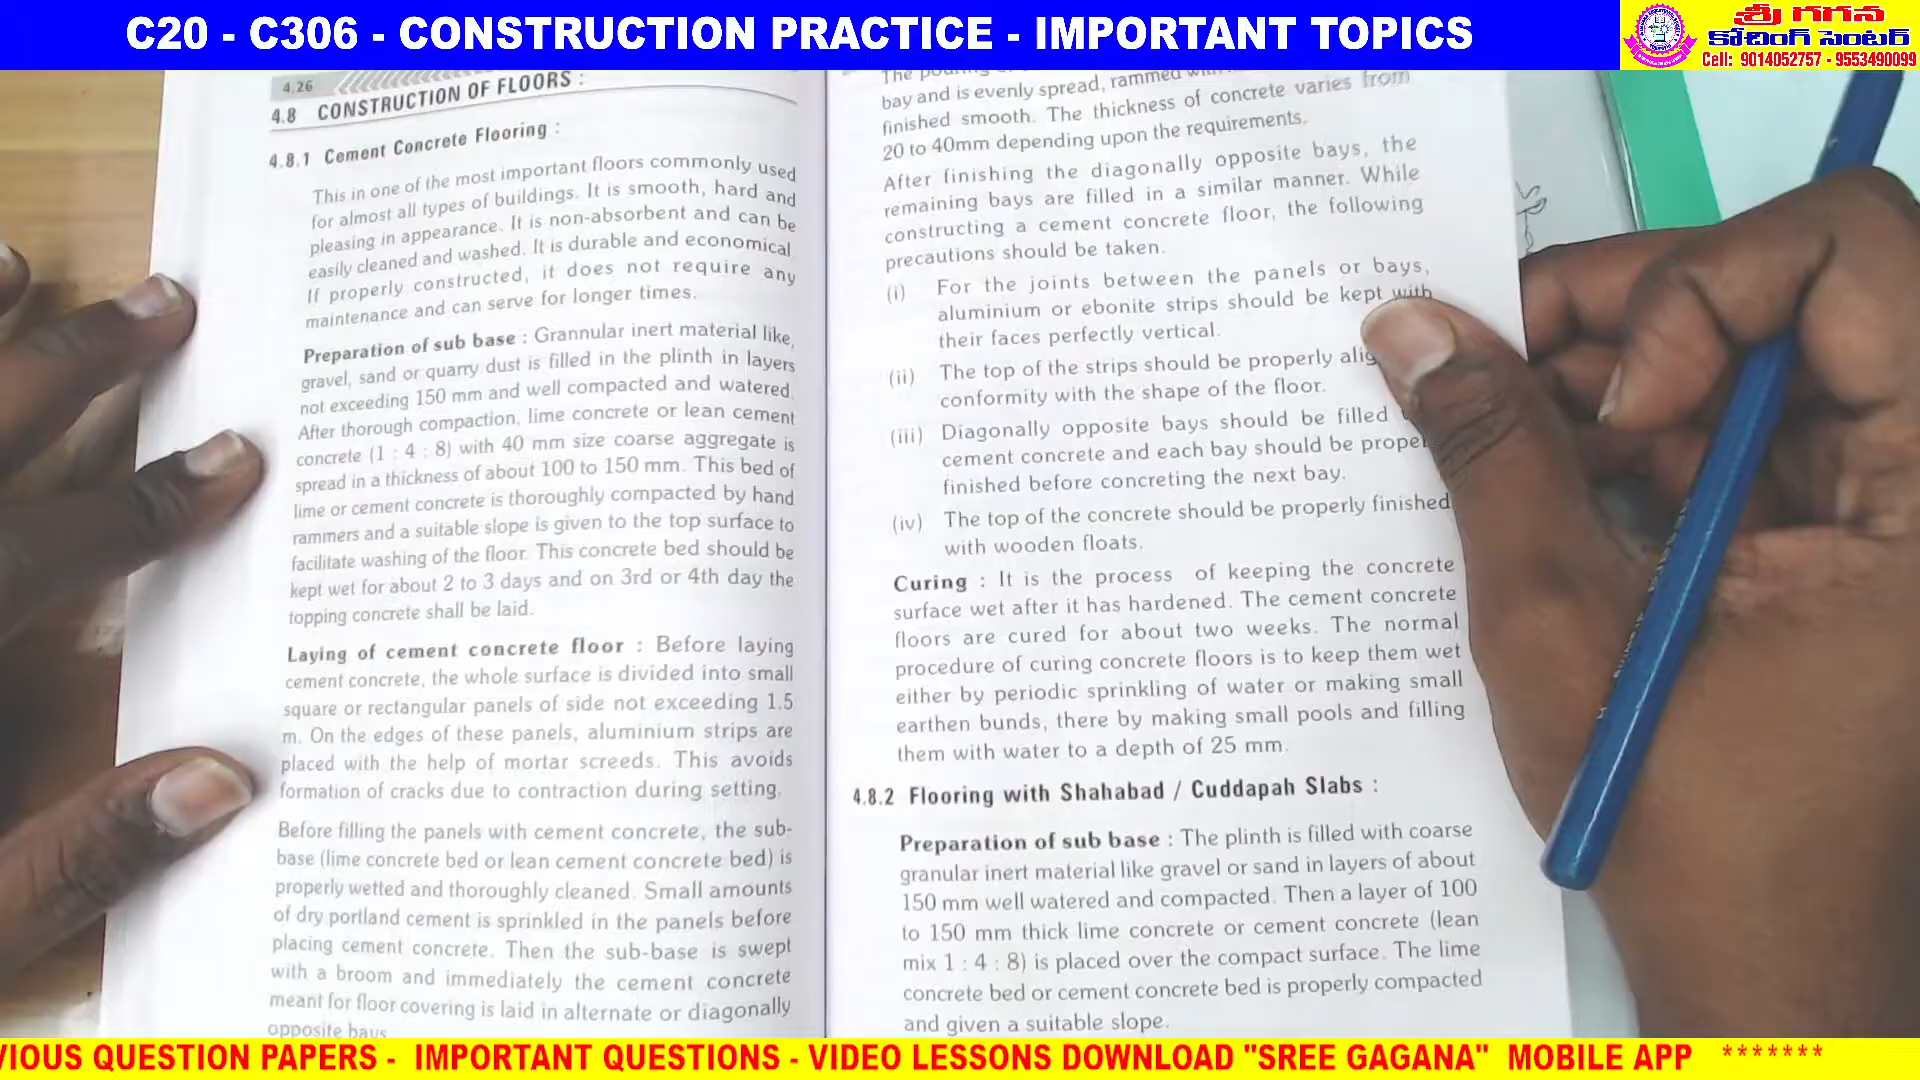 C20 - C306 - CONSTRUCTION PRACTICE - IMPORTANT TOPICS
శ్రీ గగన
కోచింగ్ సెంటర్
Cell: 9014052757 - 9553490099
4.26
4.8 CONSTRUCTION OF FLOORS :
4.8.1 Cement Concrete Flooring :
This in one of the most important floors commonly used
for almost all types of buildings. It is smooth, hard and
pleasing in appearance. It is non-absorbent and can be
easily cleaned and washed. It is durable and economical
If properly constructed, it does not require any
maintenance and can serve for longer times.
Preparation of sub base : Grannular inert material like,
gravel, sand or quarry dust is filled in the plinth in layers
not exceeding 150 mm and well compacted and watered.
After thorough compaction, lime concrete or lean cement
concrete (1 : 4 : 8) with 40 mm size coarse aggregate is
spread in a thickness of about 100 to 150 mm. This bed of
lime or cement concrete is thoroughly compacted by hand
rammers and a suitable slope is given to the top surface to
facilitate washing of the floor. This concrete bed should be
kept wet for about 2 to 3 days and on 3rd or 4th day the
topping concrete shall be laid.
Laying of cement concrete floor : Before laying
cement concrete, the whole surface is divided into small
square or rectangular panels of side not exceeding 1.5
m. On the edges of these panels, aluminium strips are
placed with the help of mortar screeds. This avoids
formation of cracks due to contraction during setting.
Before filling the panels with cement concrete, the sub-
base (lime concrete bed or lean cement concrete bed) is
properly wetted and thoroughly cleaned. Small amounts
of dry portland cement is sprinkled in the panels before
placing cement concrete. Then the sub-base is swept
with a broom and immediately the cement concrete
meant for floor covering is laid in alternate or diagonally
opposite bays
The
bay and is evenly spread, rammed
finished smooth. The thickness of concrete varies from
20 to 40mm depending upon the requirements.
After finishing the diagonally opposite bays, the
remaining bays are filled in a similar manner. While
constructing a cement concrete floor, the following
precautions should be taken.
(i) For the joints between the panels or bays,
aluminium or ebonite strips should be kept with
their faces perfectly vertical.
(ii) The top of the strips should be properly
conformity with the shape of the floor.
(iii) Diagonally opposite bays should be filled
cement concrete and each bay should be
finished before concreting the next bay.
(iv) The top of the concrete should be properly finished
with wooden floats.
Curing : It is the process of keeping the concrete
surface wet after it has hardened. The cement concrete
floors are cured for about two weeks. The normal
procedure of curing concrete floors is to keep them wet
either by periodic sprinkling of water or making small
earthen bunds, there by making small pools and filling
them with water to a depth of 25 mm.
4.8.2 Flooring with Shahabad / Cuddapah Slabs :
Preparation of sub base : The plinth is filled with coarse
granular inert material like gravel or sand in layers of about
150 mm well watered and compacted. Then a layer of 100
to 150 mm thick lime concrete or cement concrete (lean
mix 1 : 4 : 8) is placed over the compact surface. The lime
concrete bed or cement concrete bed is properly compacted
and given a suitable slope.
VIOUS QUESTION PAPERS - IMPORTANT QUESTIONS - VIDEO LESSONS DOWNLOAD "SREE GAGANA" MOBILE APP *******